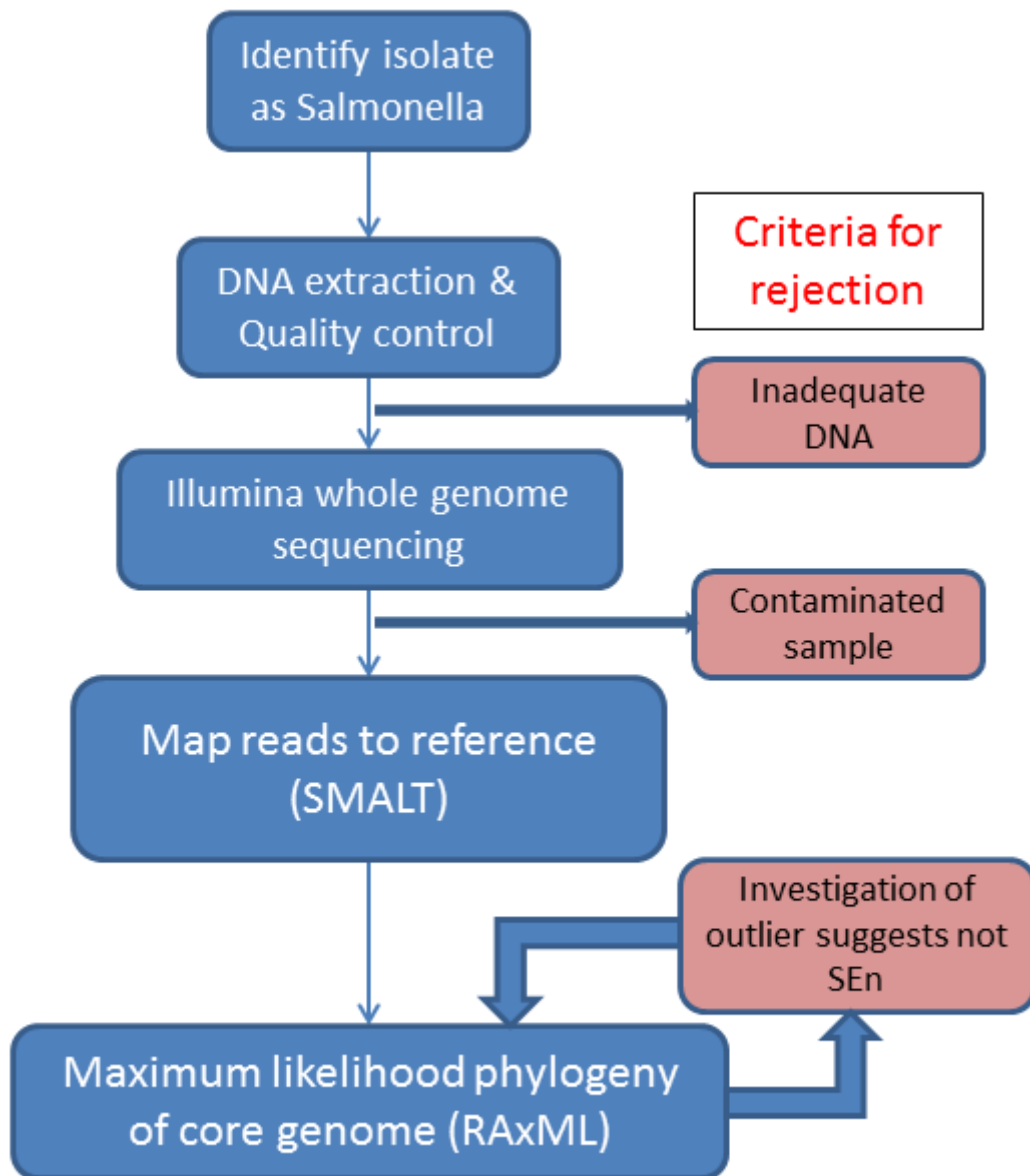 Identify isolate
as Salmonella
DNA extraction &
Quality control
Criteria for
rejection
Inadequate
DNA
Illumina whole genome
sequencing
Contaminated
sample
Map reads to reference
(SMALT)
Investigation of
outlier suggests not
SEn
Maximum likelihood phylogeny
of core genome (RAxML)